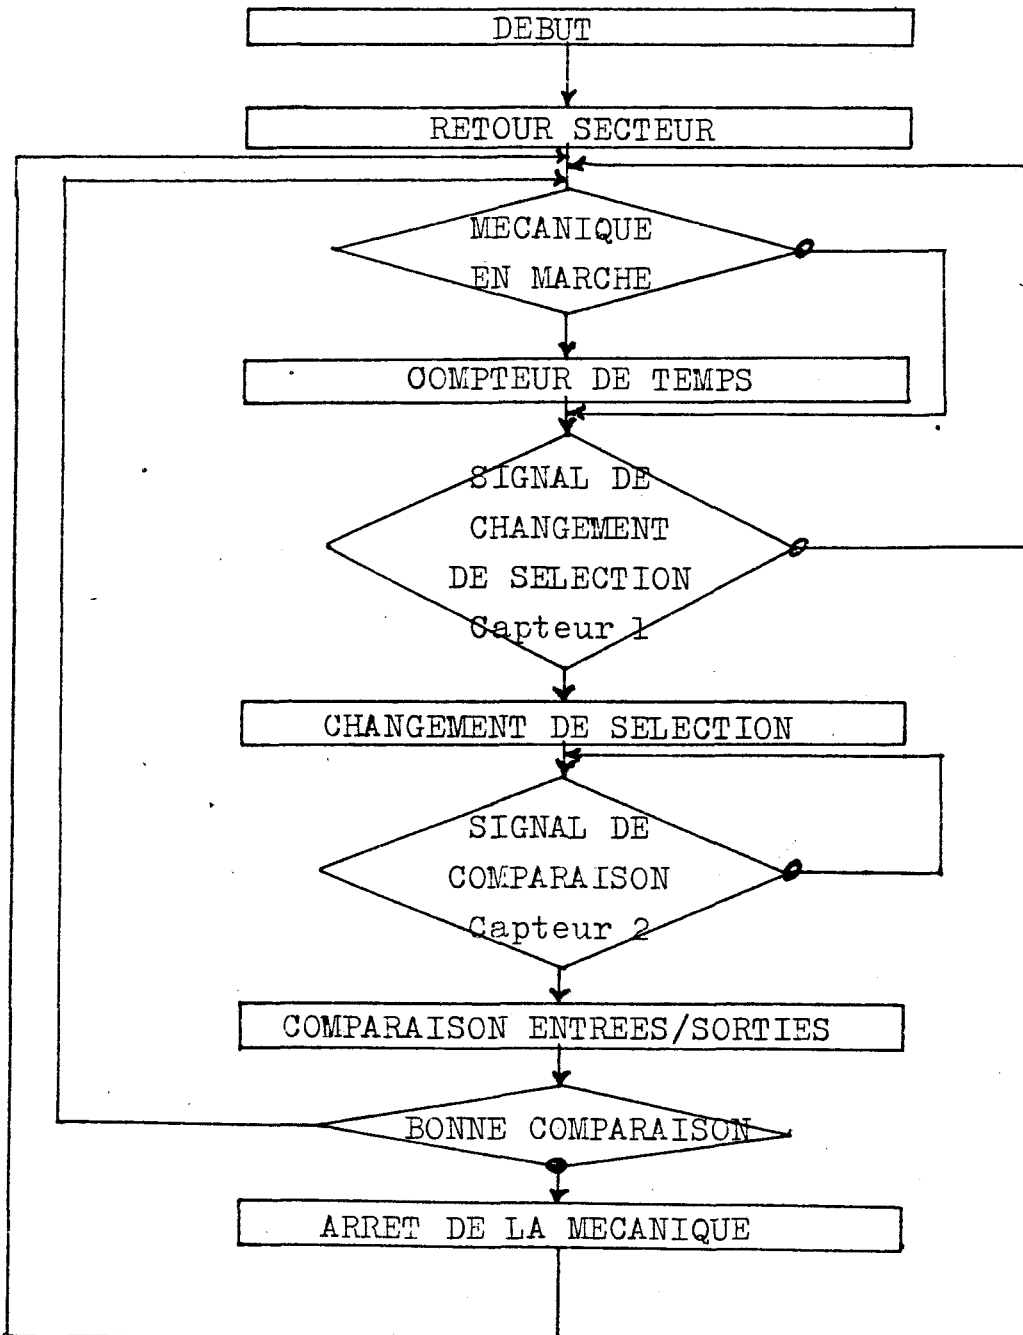 DEBUT
RETOUR SECTEUR
MECANIQUE
EN MARCHE
COMPTEUR DE TEMPS
SIGNAL DE
CHANGEMENT
DE SELECTION
Capteur 1
CHANGEMENT DE SELECTION
SIGNAL DE
COMPARAISON
Capteur 2
COMPARAISON ENTREES/SORTIES
BONNE COMPARAISON
ARRET DE LA MECANIQUE